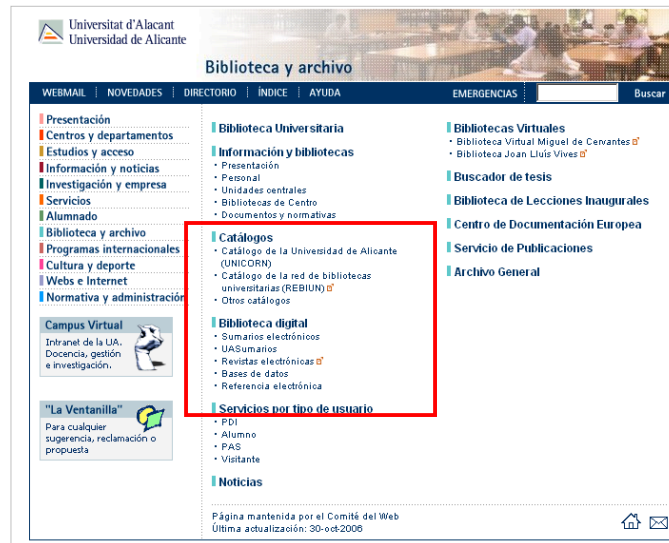 Universitat d'Alacant
Universidad de Alicante
Biblioteca y archivo
WEBMAIL NOVEDADES DIRECTORIO ÍNDICE AYUDA EMERGENCIAS Buscar
Presentación
Centros y departamentos
Estudios y acceso
Información y noticias
Investigación y empresa
Servicios
Alumnado
Biblioteca y archivo
Programas internacionales
Cultura y deporte
Webs e Internet
Normativa y administración
Campus Virtual
Intranet de la UA.
Docencia, gestión
e investigación.
"La Ventanilla"
Para cualquier
sugerencia, reclamación o
propuesta
Biblioteca Universitaria
Información y bibliotecas
· Presentación
· Personal
· Unidades centrales
· Bibliotecas de Centro
· Documentos y normativas
Catálogos
· Catálogo de la Universidad de Alicante
(UNICORN)
· Catálogo de la red de bibliotecas
universitarias (REBIUN)
· Otros catálogos
Biblioteca digital
· Sumarios electrónicos
· UASumarios
· Revistas electrónicas
· Bases de datos
· Referencia electrónica
Servicios por tipo de usuario
· PDI
· Alumno
· PAS
· Visitante
Noticias
Bibliotecas Virtuales
· Biblioteca Virtual Miguel de Cervantes
· Biblioteca Joan Lluís Vives
Buscador de tesis
Biblioteca de Lecciones Inaugurales
Centro de Documentación Europea
Servicio de Publicaciones
Archivo General
Página mantenida por el Comité del Web
Última actualización: 30-oct-2006